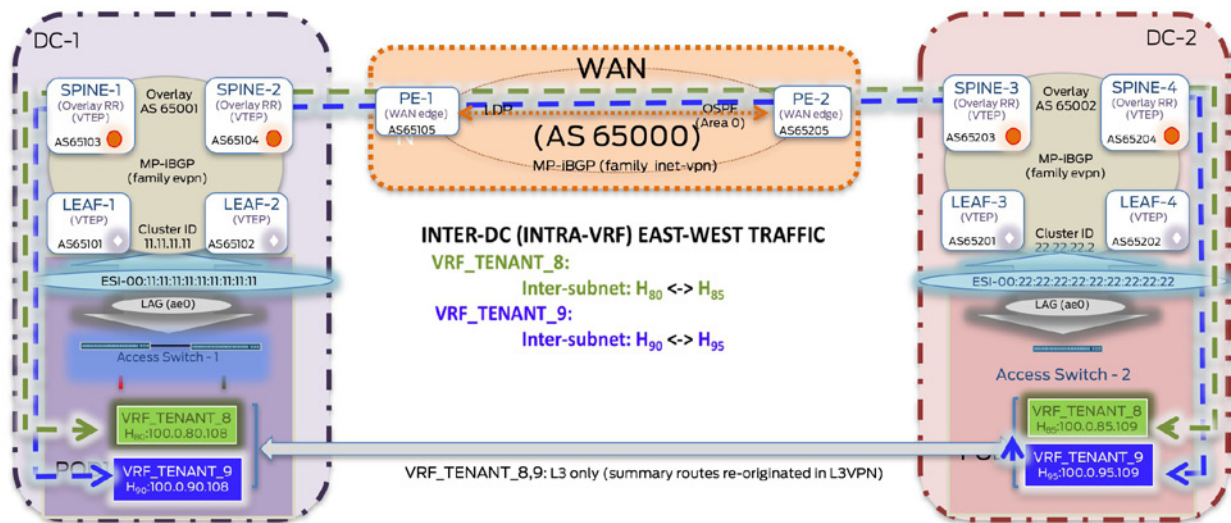 DC-1
SPINE-1
(Overlay RR)
(VTEP)
AS65103
Overlay
AS 65001
SPINE-2
(Overlay RR)
(VTEP)
AS65104
MP-IBGP
(family evpn)
LEAF-1
(VTEP)
AS65101
Cluster ID
11.11.11.11
LEAF-2
(VTEP)
AS65102
ESI-00:11:11:11:11:11:11:11:11:11
LAG (ae0)
Access Switch - 1
VRF_TENANT_8
H80:100.0.80.108
VRF_TENANT_9
H90:100.0.90.108
WAN
PE-1
(WAN edge)
AS65105
LDP
OSPF
(Area 0)
PE-2
(WAN edge)
AS65205
(AS 65000)
MP-iBGP (family inet-vpn)
INTER-DC (INTRA-VRF) EAST-WEST TRAFFIC
VRF_TENANT_8:
Inter-subnet: H80 <-> H85
VRF_TENANT_9:
Inter-subnet: H90 <-> H95
VRF_TENANT_8,9: L3 only (summary routes re-originated in L3VPN)
DC-2
SPINE-3
(Overlay RR)
(VTEP)
AS65203
Overlay
AS 65002
SPINE-4
(Overlay RR)
(VTEP)
AS65204
MP-iBGP
(family evpn)
LEAF-3
(VTEP)
AS65201
Cluster ID
22.22.22.2
LEAF-4
(VTEP)
AS65202
ESI-00:22:22:22:22:22:22:22:22:22
LAG (ae0)
Access Switch - 2
VRF_TENANT_8
H85:100.0.85.109
VRF_TENANT_9
H95:100.0.95.109